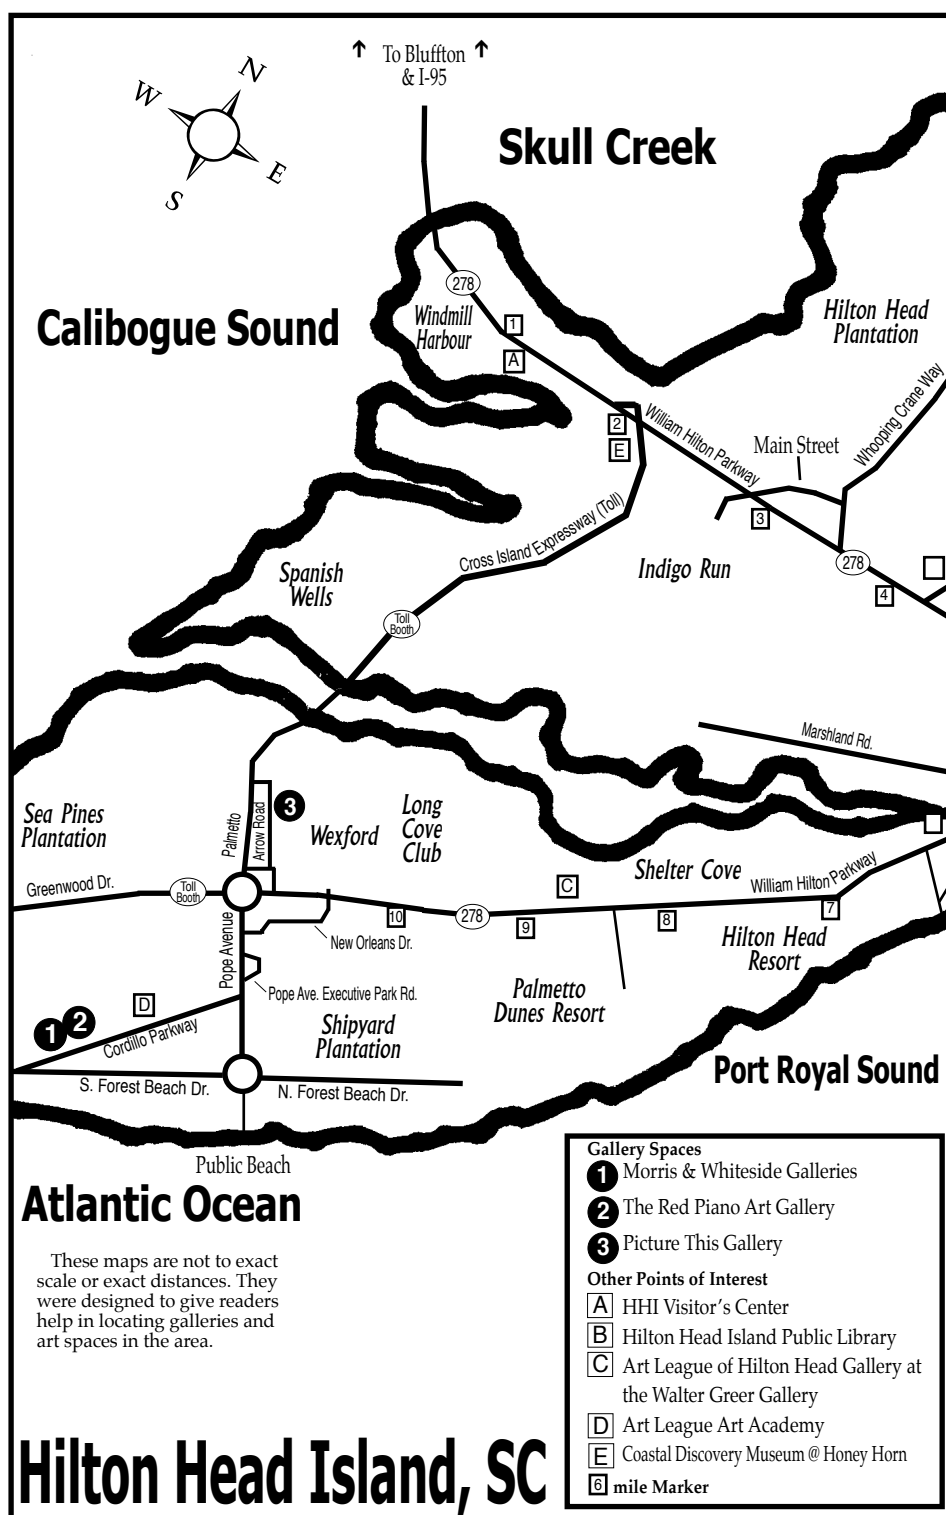 To Bluffton
& I-95
N
W
E
S
Skull Creek
278
Windmill
Harbour
1
Calibogue Sound
Hilton Head
Plantation
A
Whooping Crane Way
2
William Hilton Parkway
Main Street
E
3
Cross Island Expressway (Toll)
278
Indigo Run
Spanish
Wells
4
Toll
Booth
Marshland Rd.
Sea Pines
Plantation
Palmetto
Arrow Road
3
Wexford
Long
Cove
Club
Shelter Cove
William Hilton Parkway
Greenwood Dr.
Toll
Booth
C
10
278
9
8
7
New Orleans Dr.
Pope Avenue
Hilton Head
Resort
Pope Ave. Executive Park Rd.
Palmetto
Dunes Resort
D
1
2
Cordillo Parkway
Shipyard
Plantation
Port Royal Sound
S. Forest Beach Dr.
N. Forest Beach Dr.
Public Beach
Atlantic Ocean
These maps are not to exact
scale or exact distances. They
were designed to give readers
help in locating galleries and
art spaces in the area.
Gallery Spaces
1 Morris & Whiteside Galleries
2 The Red Piano Art Gallery
3 Picture This Gallery
Other Points of Interest
A HHI Visitor's Center
B Hilton Head Island Public Library
C Art League of Hilton Head Gallery at
the Walter Greer Gallery
D Art League Art Academy
E Coastal Discovery Museum @ Honey Horn
6 mile Marker
Hilton Head Island, SC